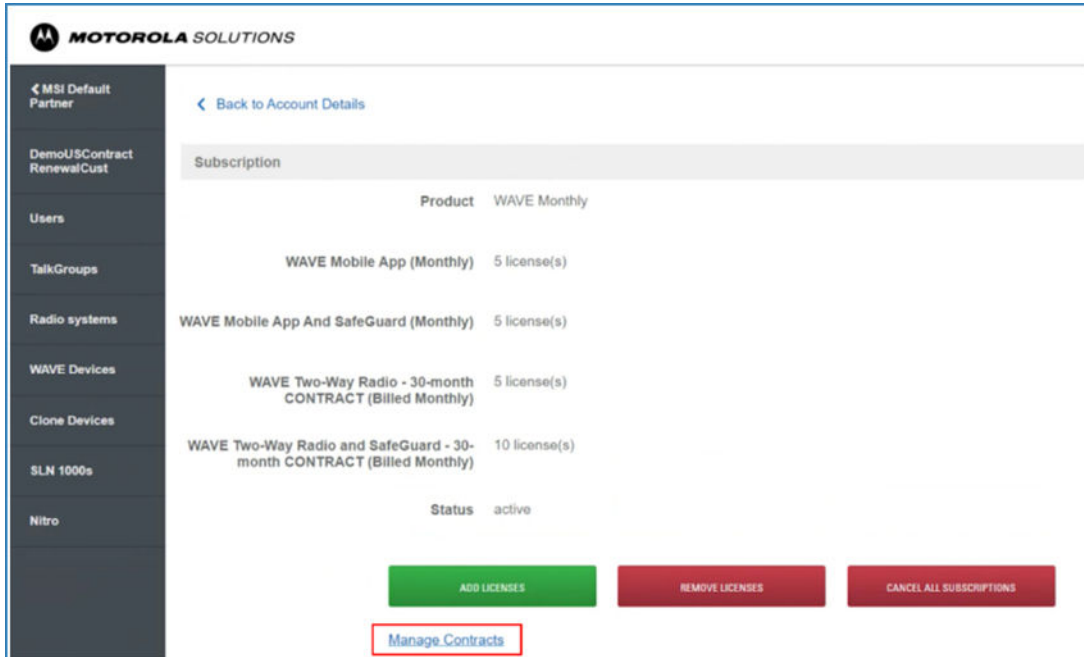 MOTOROLA SOLUTIONS
MSI Default
Partner
DemoUSContract
RenewalCust
Users
TalkGroups
Radio systems
WAVE Devices
Clone Devices
SLN 1000s
Nitro
Back to Account Details
Subscription
Product WAVE Monthly
WAVE Mobile App (Monthly) 5 license(s)
WAVE Mobile App And SafeGuard (Monthly) 5 license(s)
WAVE Two-Way Radio - 30-month 5 license(s)
CONTRACT (Billed Monthly)
WAVE Two-Way Radio and SafeGuard - 30- 10 license(s)
month CONTRACT (Billed Monthly)
Status active
ADD LICENSES REMOVE LICENSES CANCEL ALL SUBSCRIPTIONS
Manage Contracts